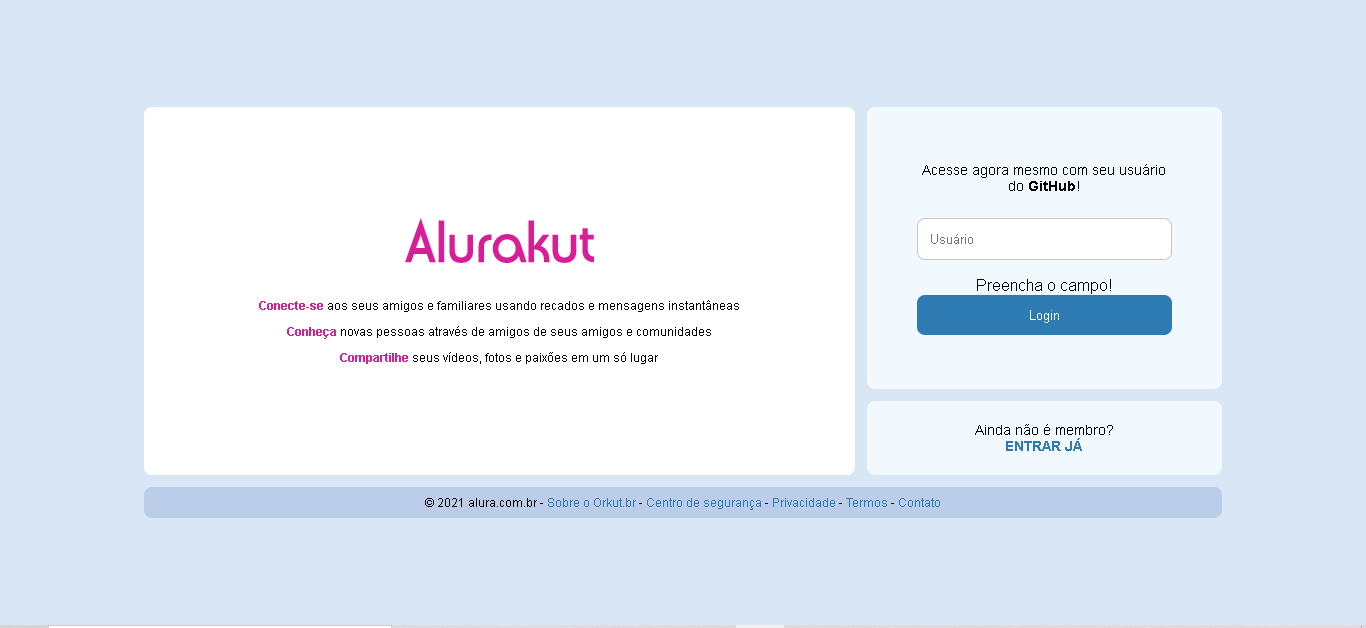 Alurakut
Conecte-se aos seus amigos e familiares usando recados e mensagens instantâneas
Conheça novas pessoas através de amigos de seus amigos e comunidades
Compartilhe seus vídeos, fotos e paixões em um só lugar
Acesse agora mesmo com seu usuário
do GitHub!
Usuário
Preencha o campo!
Login
Ainda não é membro?
ENTRAR JÁ
© 2021 alura.com.br - Sobre o Orkut.br - Centro de segurança - Privacidade - Termos - Contato